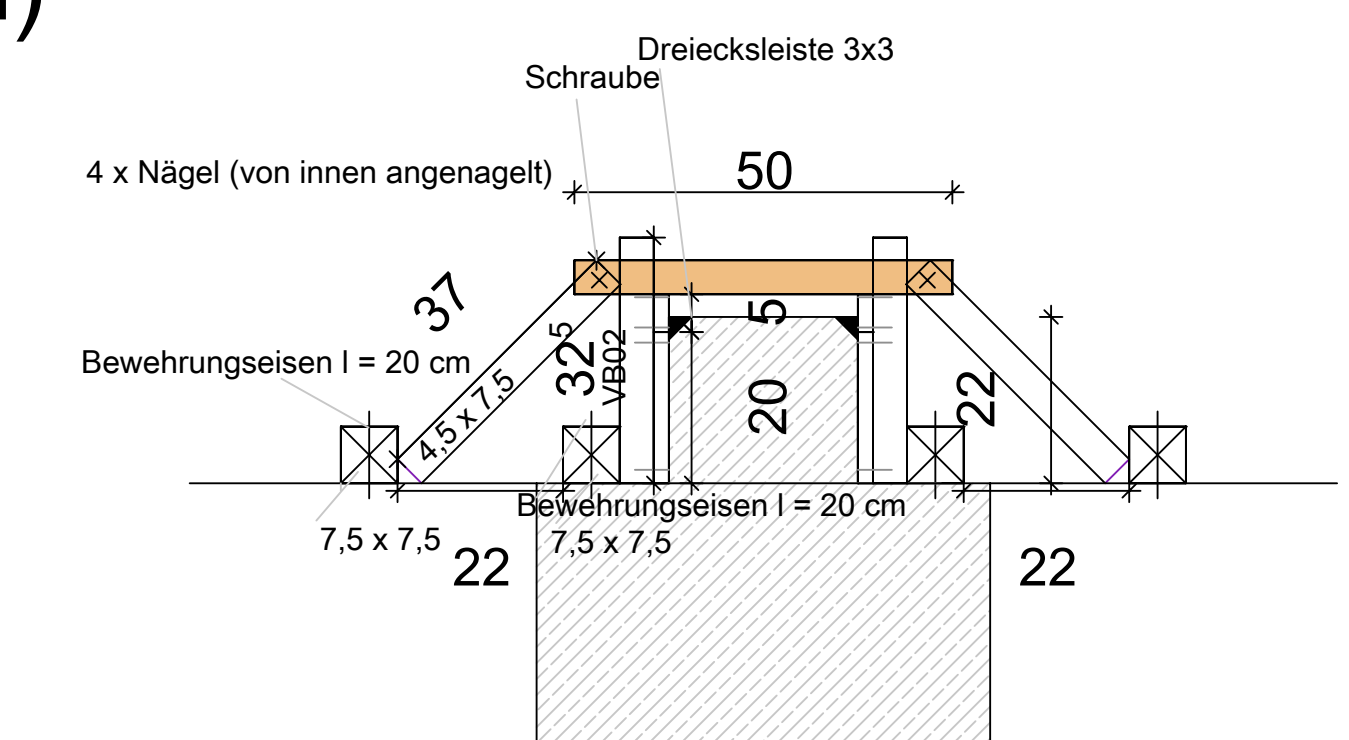 Dreiecksleiste 3x3
Schraube
4 x Nägel (von innen angenagelt)
50
37
5
32 5
VB02
Bewehrungseisen l = 20 cm
4,5 x 7,5
20
22
Bewehrungseisen l = 20 cm
7,5 x 7,5
7,5 x 7,5
22
22